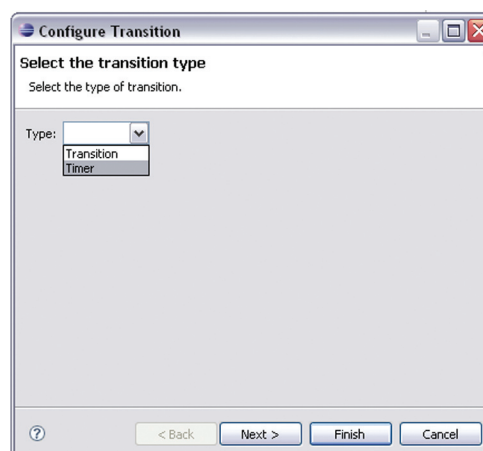 Configure Transition
Select the transition type
Select the type of transition.
Type:
Transition
Timer
?
< Back Next > Finish Cancel